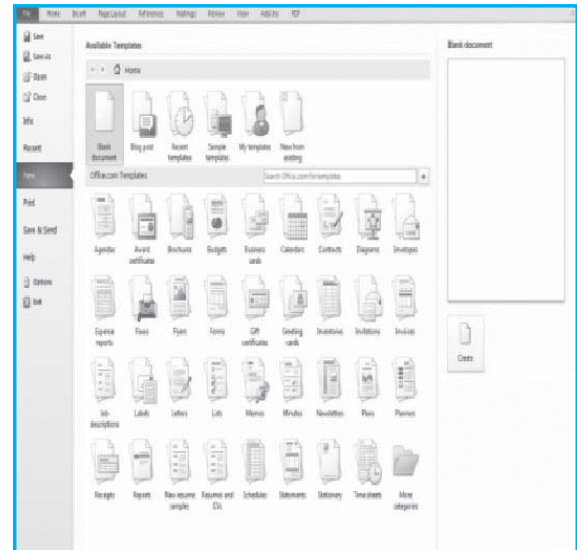 File Home Insert Page Layout References Mailings Review View Add-Ins PDF
Save
Save As
Open
Close
Info
Recent
New
Print
Save & Send
Help
Options
Exit
Available Templates
Home
Blank document
Blog post
Recent templates
Sample templates
My templates
New from existing
Office.com Templates
Search Office.com for templates
Agendas
Award certificates
Brochures
Budgets
Business cards
Calendars
Contracts
Diagrams
Envelopes
Expense reports
Faxes
Flyers
Forms
Gift certificates
Greeting cards
Inventories
Invitations
Invoices
Job descriptions
Labels
Letters
Lists
Memos
Minutes
Newsletters
Plans
Planners
Receipts
Reports
New resume samples
Resumes and CVs
Schedules
Statements
Stationery
Time sheets
More categories
Blank document
Create